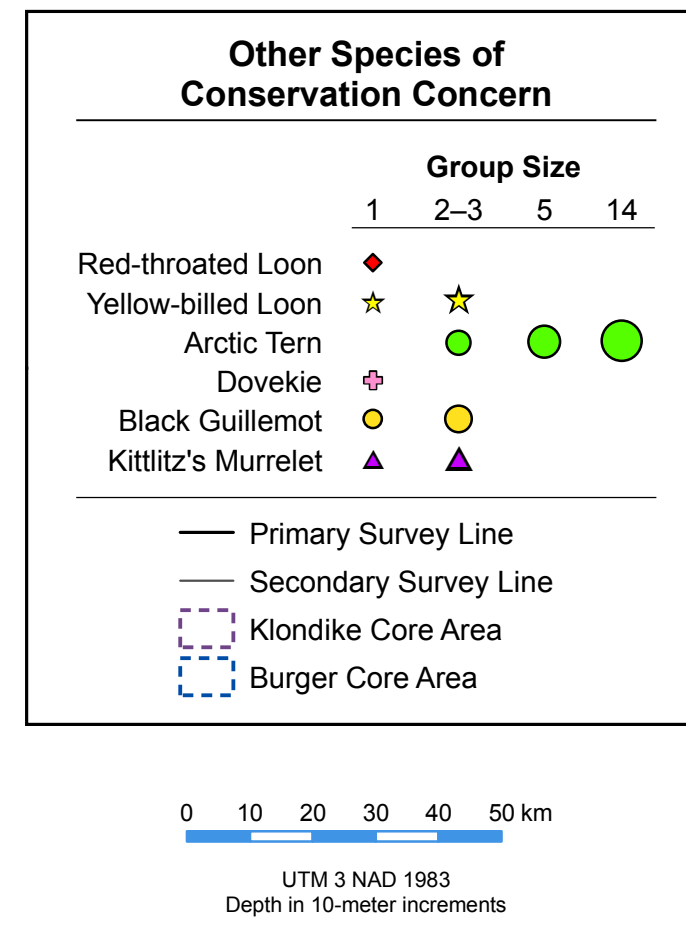 Other Species of
Conservation Concern
Group Size
1 2–3 5 14
Red-throated Loon
Yellow-billed Loon
Arctic Tern
Dovekie
Black Guillemot
Kittlitz's Murrelet
Primary Survey Line
Secondary Survey Line
Klondike Core Area
Burger Core Area
0 10 20 30 40 50 km
UTM 3 NAD 1983
Depth in 10-meter increments